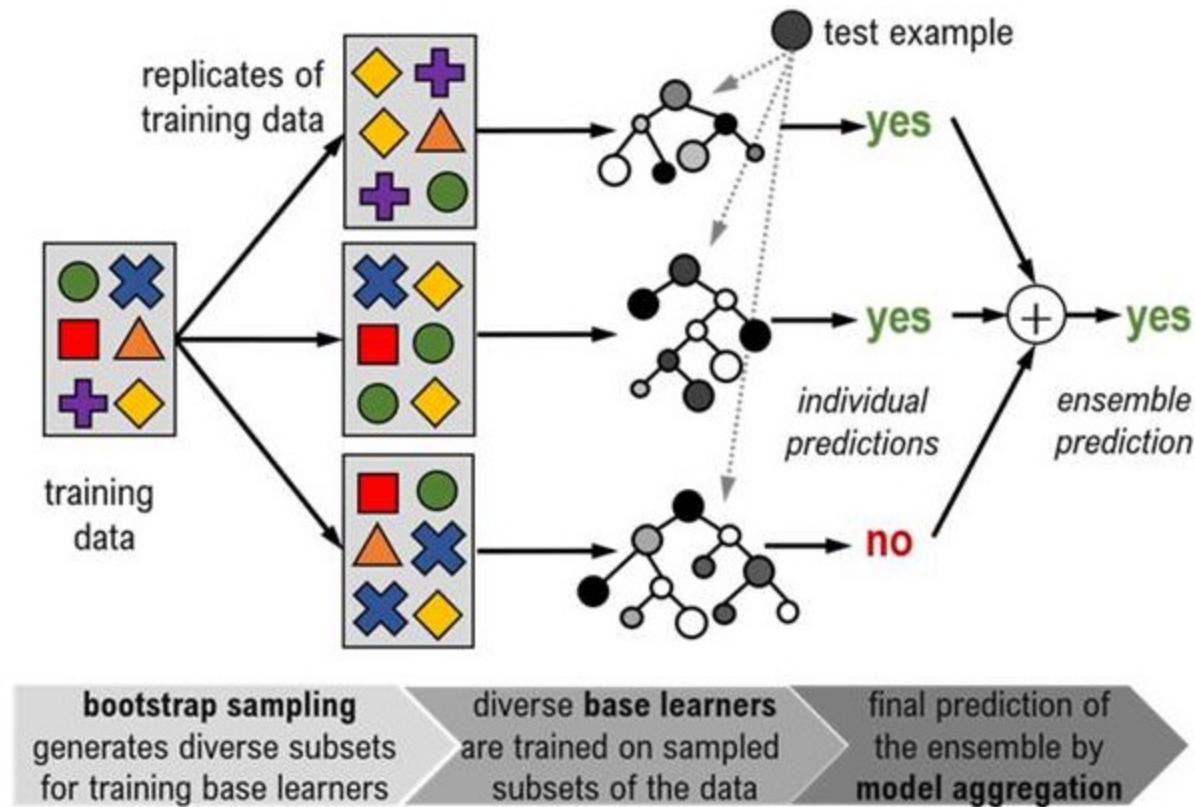 test example
replicates of
training data
yes
yes
+
yes
individual
predictions
ensemble
prediction
training
data
no
bootstrap sampling
generates diverse subsets
for training base learners
diverse base learners
are trained on sampled
subsets of the data
final prediction of
the ensemble by
model aggregation